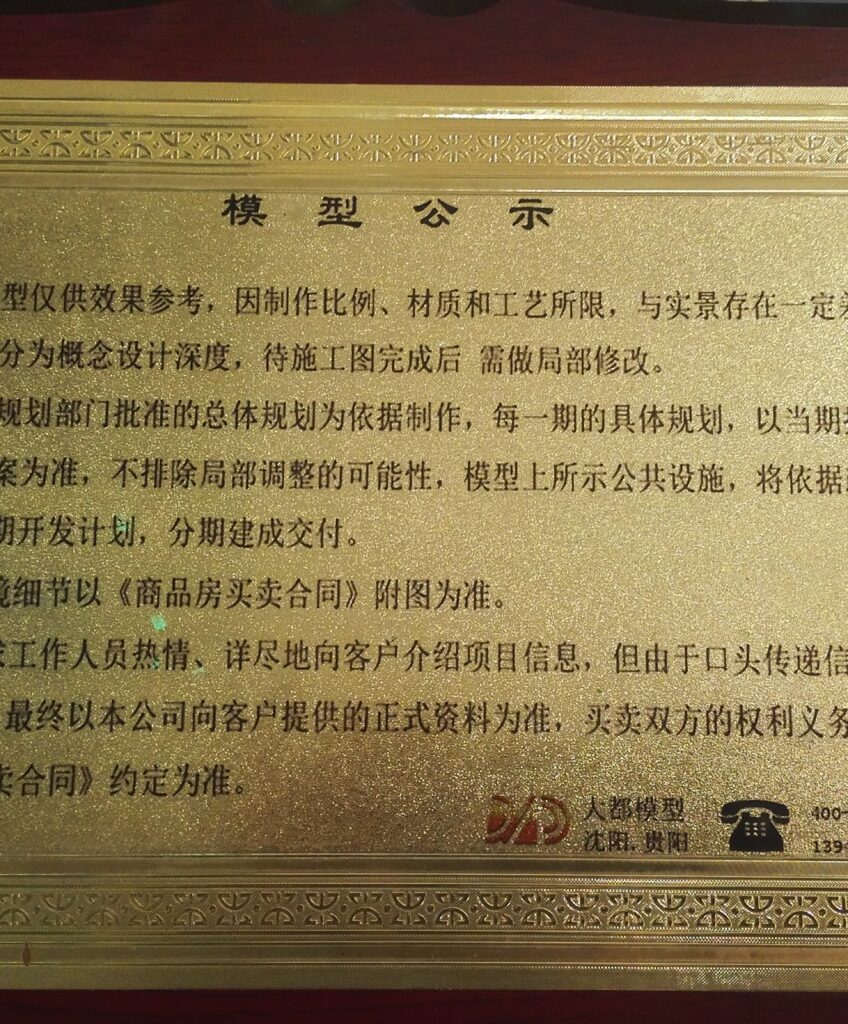 模型公示
型仅供效果参考，因制作比例、材质和工艺所限，与实景存在一定
分为概念设计深度，待施工图完成后 需做局部修改。
规划部门批准的总体规划为依据制作，每一期的具体规划，以当期
案为准，不排除局部调整的可能性，模型上所示公共设施，将依据
期开发计划，分期建成交付。
细节以《商品房买卖合同》附图为准。
工作人员热情、详尽地向客户介绍项目信息，但由于口头传递信
最终以本公司向客户提供的正式资料为准，买卖双方的权利义务
卖合同》约定为准。
大都模型
沈阳.贵阳
400-
139